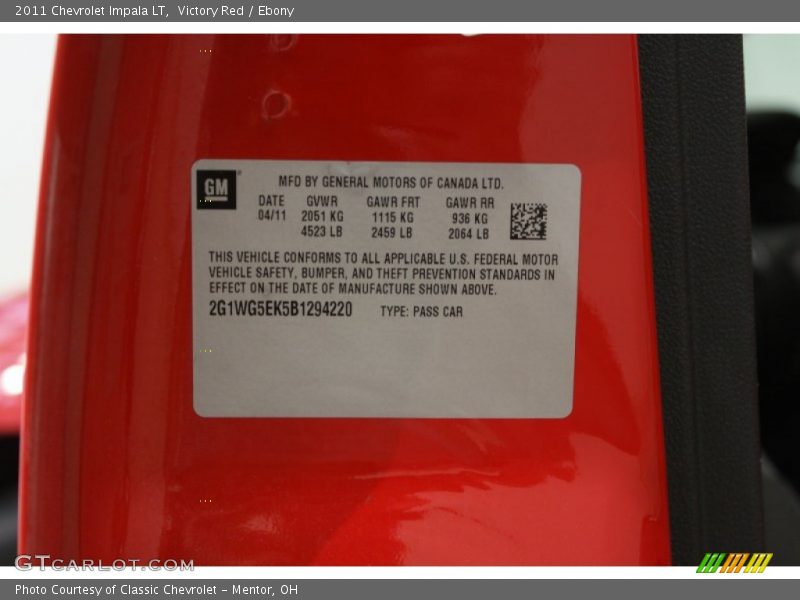 2011 Chevrolet Impala LT, Victory Red / Ebony
GM
MFD BY GENERAL MOTORS OF CANADA LTD.
DATE GVWR GAWR FRT GAWR RR
04/11 2051 KG 1115 KG 936 KG
4523 LB 2459 LB 2064 LB
THIS VEHICLE CONFORMS TO ALL APPLICABLE U.S. FEDERAL MOTOR
VEHICLE SAFETY, BUMPER, AND THEFT PREVENTION STANDARDS IN
EFFECT ON THE DATE OF MANUFACTURE SHOWN ABOVE.
2G1WG5EK5B1294220 TYPE: PASS CAR
GTCARLOT.COM
Photo Courtesy of Classic Chevrolet - Mentor, OH